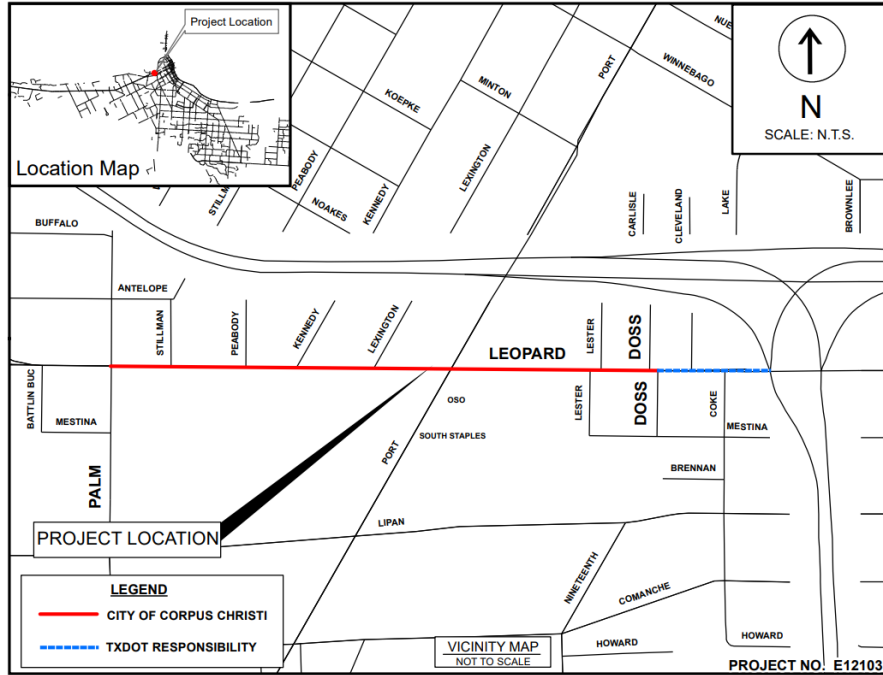 Project Location
Location Map
NUE
WINNEBAGO
PORT
MINTON
KOEPKE
N
SCALE: N.T.S.
PEABODY
LEXINGTON
KENNEDY
NOAKES
STILLMAN
CARLISLE
CLEVELAND
LAKE
BROWNLEE
BUFFALO
ANTELOPE
STILLMAN
PEABODY
KENNEDY
LEXINGTON
LEOPARD
LESTER
DOSS
BATTLIN BUC
MESTINA
PALM
OSO
SOUTH STAPLES
PORT
LESTER
DOSS
COKE
MESTINA
BRENNAN
LIPAN
PROJECT LOCATION
NINETEENTH
COMANCHE
HOWARD
HOWARD
LEGEND
CITY OF CORPUS CHRISTI
TXDOT RESPONSIBILITY
VICINITY MAP
NOT TO SCALE
PROJECT NO. E12103